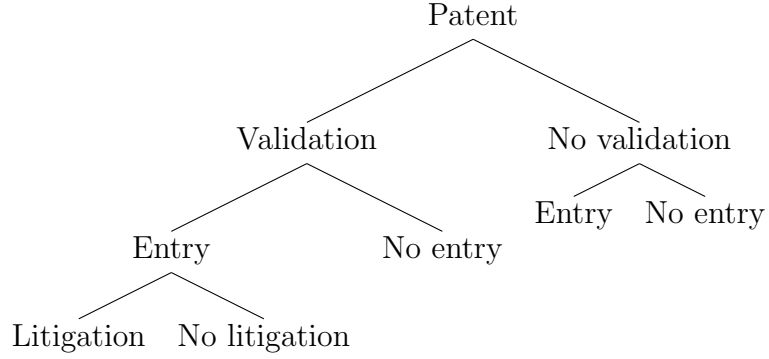 Patent
Validation No validation
Entry No entry
Entry No entry
Litigation No litigation